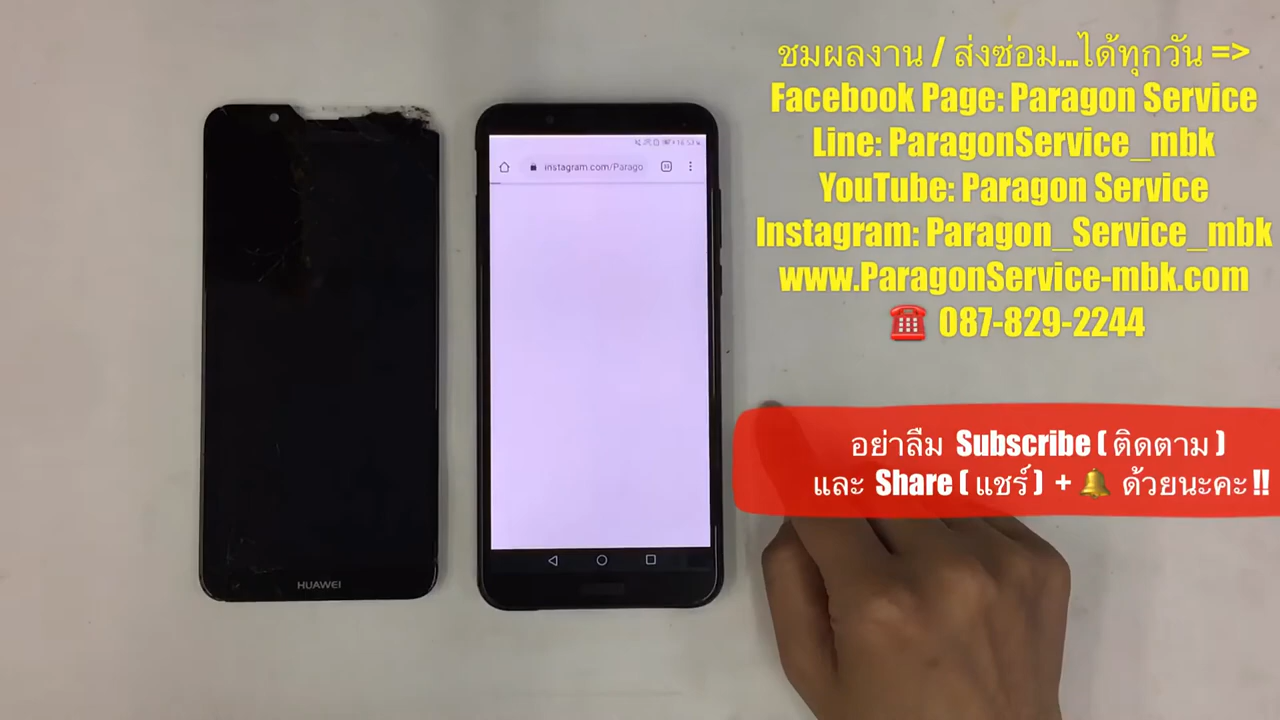 ชมผลงาน / ส่งซ่อม...ได้ทุกวัน =>
Facebook Page: Paragon Service
Line: ParagonService_mbk
YouTube: Paragon Service
Instagram: Paragon_Service_mbk
www.ParagonService-mbk.com
☎️ 087-829-2244
อย่าลืม Subscribe ( ติดตาม )
และ Share ( แชร์ ) + 🔔 ด้วยนะคะ !!
instagram.com/Parago
HUAWEI